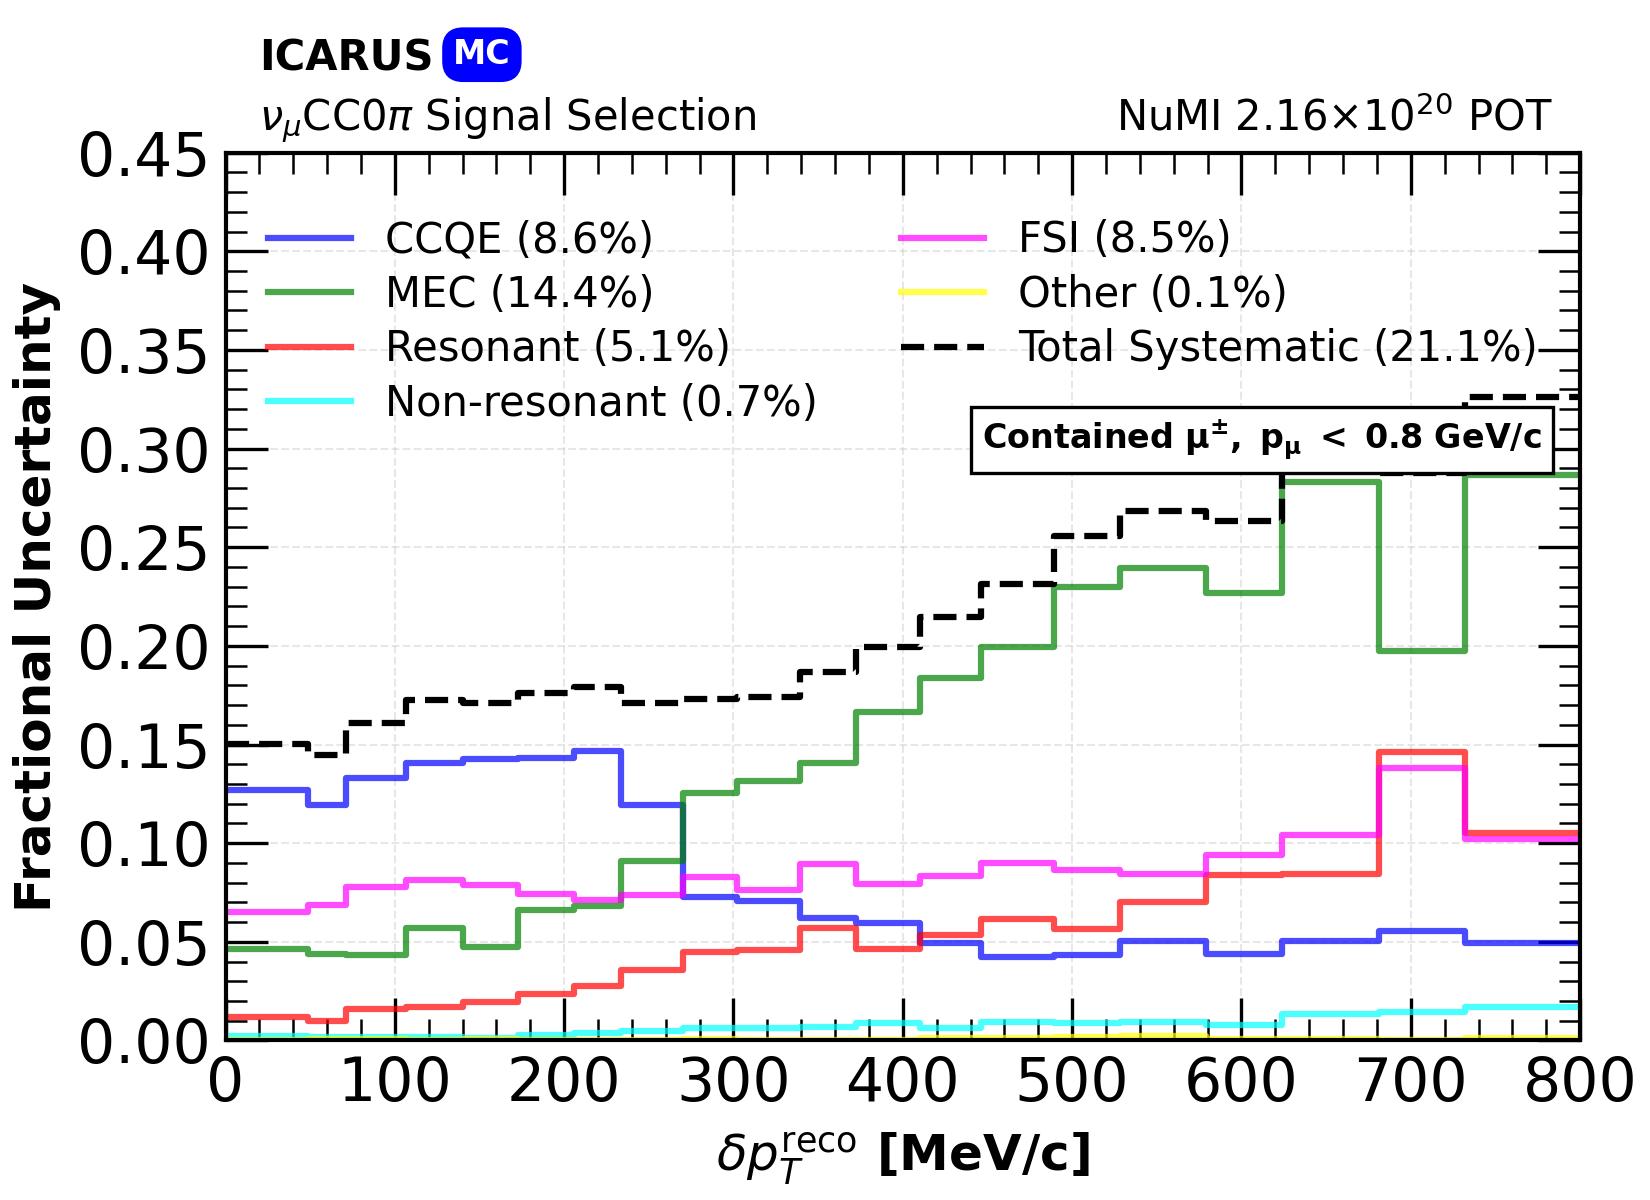 ICARUS MC
νμCC0π Signal Selection NuMI 2.16×10²⁰ POT
0.45
0.40
0.35
0.30
0.25
0.20
0.15
0.10
0.05
0.00
Fractional Uncertainty
CCQE (8.6%)
MEC (14.4%)
Resonant (5.1%)
Non-resonant (0.7%)
FSI (8.5%)
Other (0.1%)
Total Systematic (21.1%)
Contained μ±, pμ < 0.8 GeV/c
0 100 200 300 400 500 600 700 800
δp_T^reco [MeV/c]